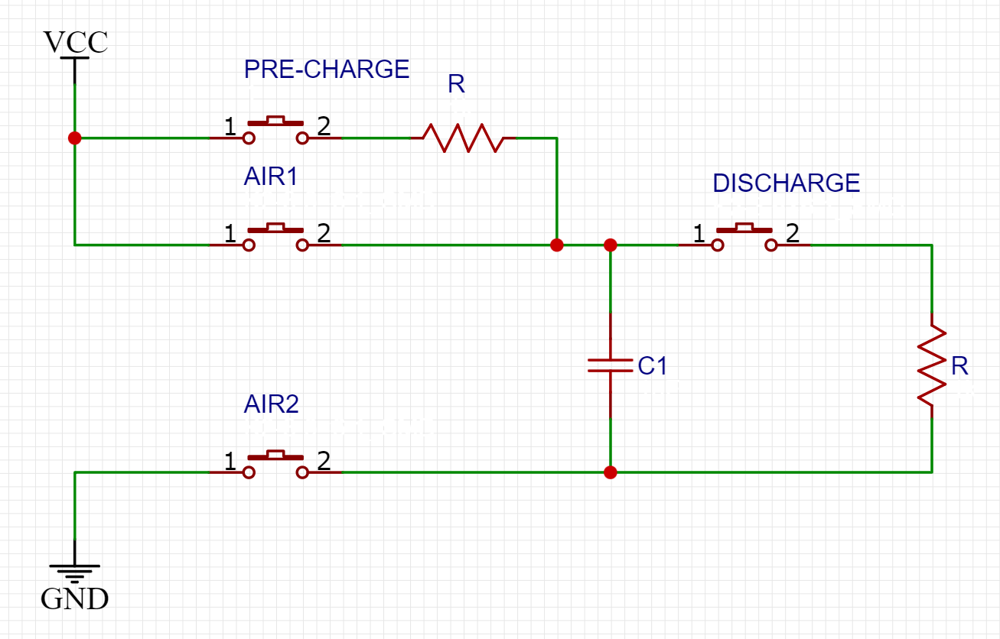 VCC
PRE-CHARGE
R
1 2
AIR1
1 2
DISCHARGE
1 2
C1
R
AIR2
1 2
GND